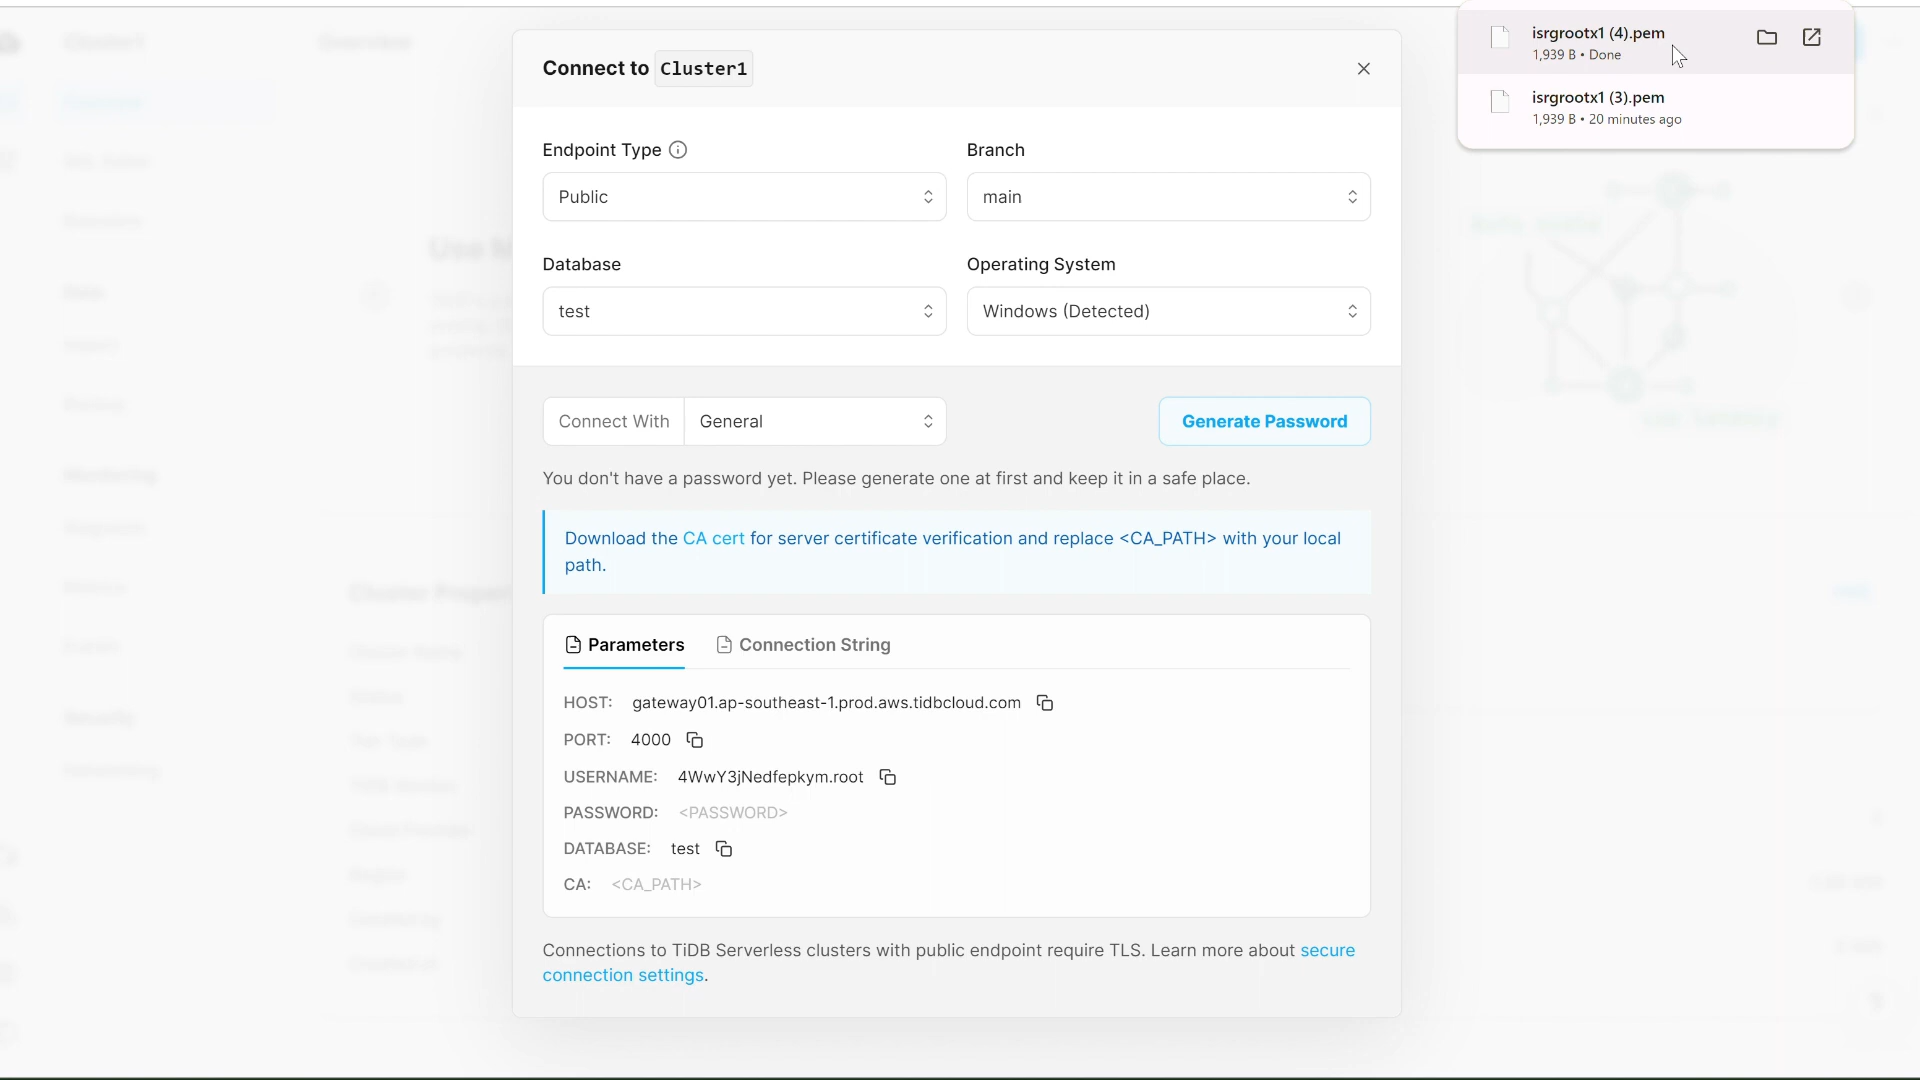 isrgrootx1 (4).pem
1,939 B • Done
isrgrootx1 (3).pem
1,939 B • 20 minutes ago
Connect to Cluster1
Endpoint Type
Branch
Public
main
Database
Operating System
test
Windows (Detected)
Connect With General
Generate Password
You don't have a password yet. Please generate one at first and keep it in a safe place.
Download the CA cert for server certificate verification and replace <CA_PATH> with your local
path.
Parameters
Connection String
HOST: gateway01.ap-southeast-1.prod.aws.tidbcloud.com
PORT: 4000
USERNAME: 4WwY3jNedfepkym.root
PASSWORD: <PASSWORD>
DATABASE: test
CA: <CA_PATH>
Connections to TiDB Serverless clusters with public endpoint require TLS. Learn more about secure
connection settings.